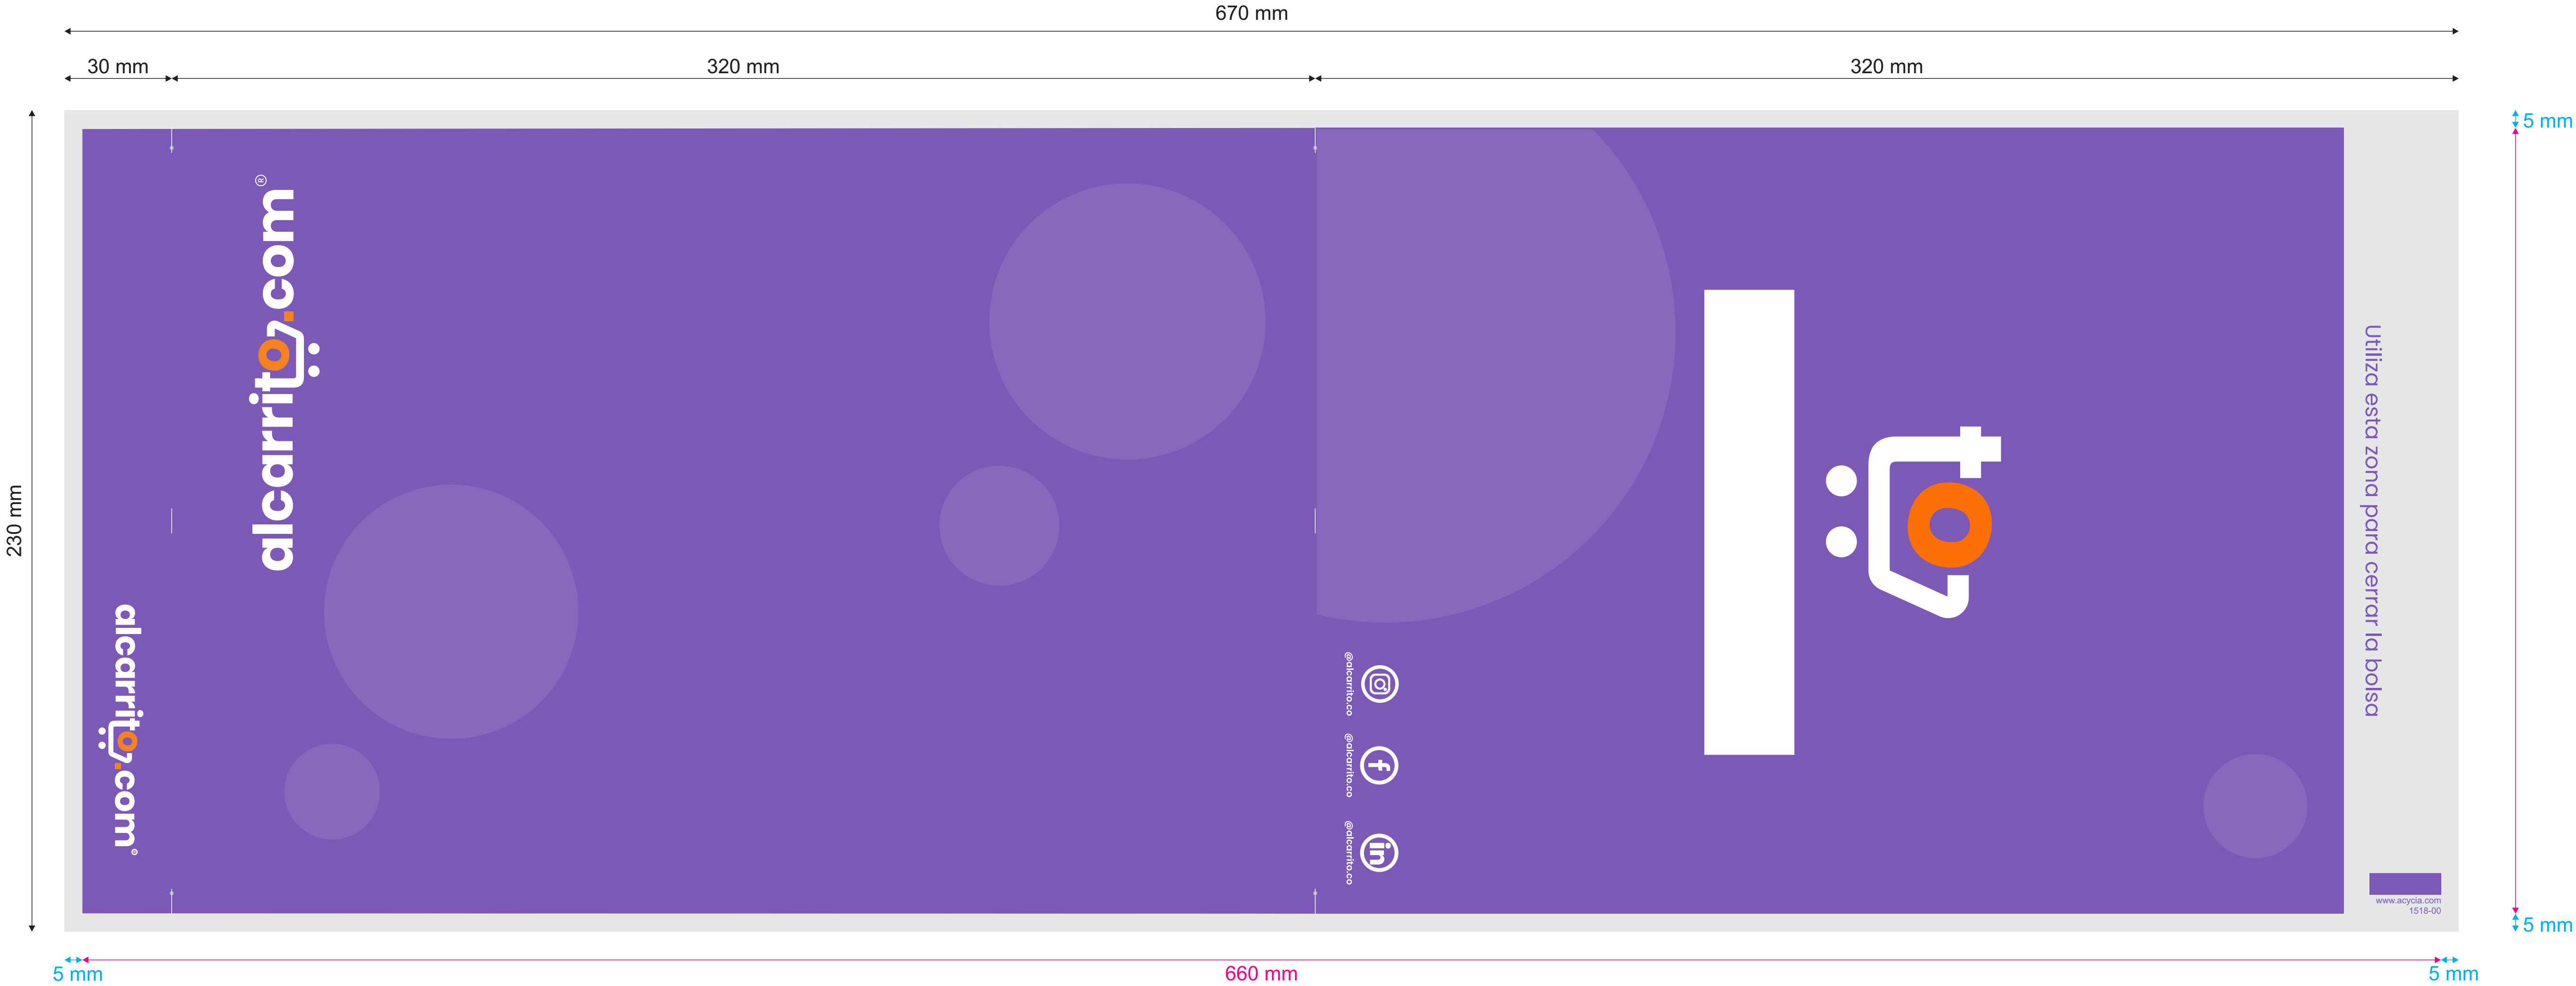 670 mm
30 mm
320 mm
320 mm
230 mm
5 mm
alcarrito.com®
alcarrito.com®
@alcarrito.co
@alcarrito.co
f
@alcarrito.co
in
to
Utiliza esta zona para cerrar la bolsa
www.acycia.com
1518-00
5 mm
5 mm
660 mm
5 mm